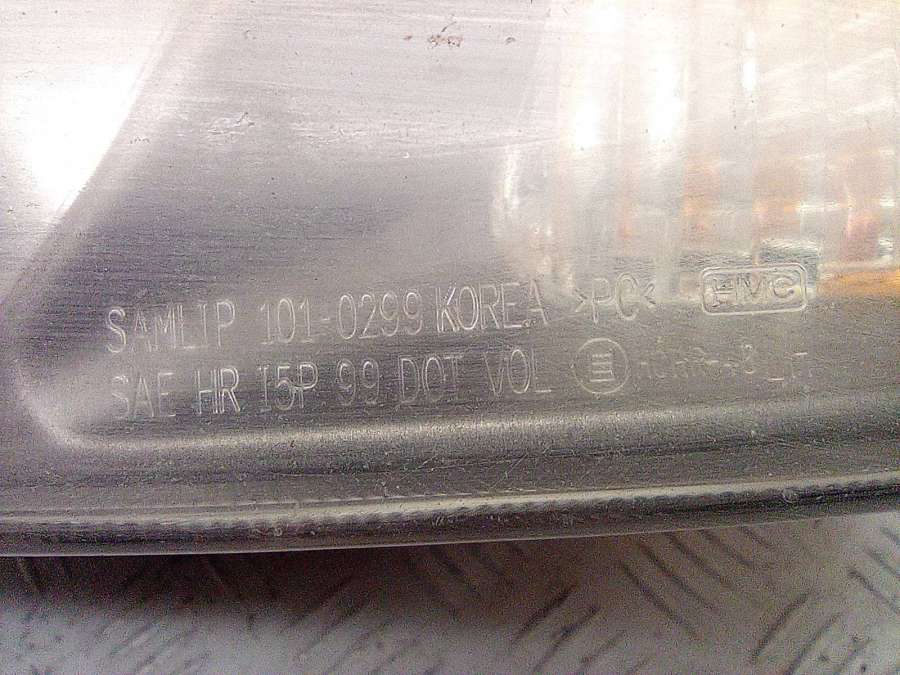 SAMLIP 101-0299 KOREA >PC< HMC
SAE HR I5P 99 DOT VOL